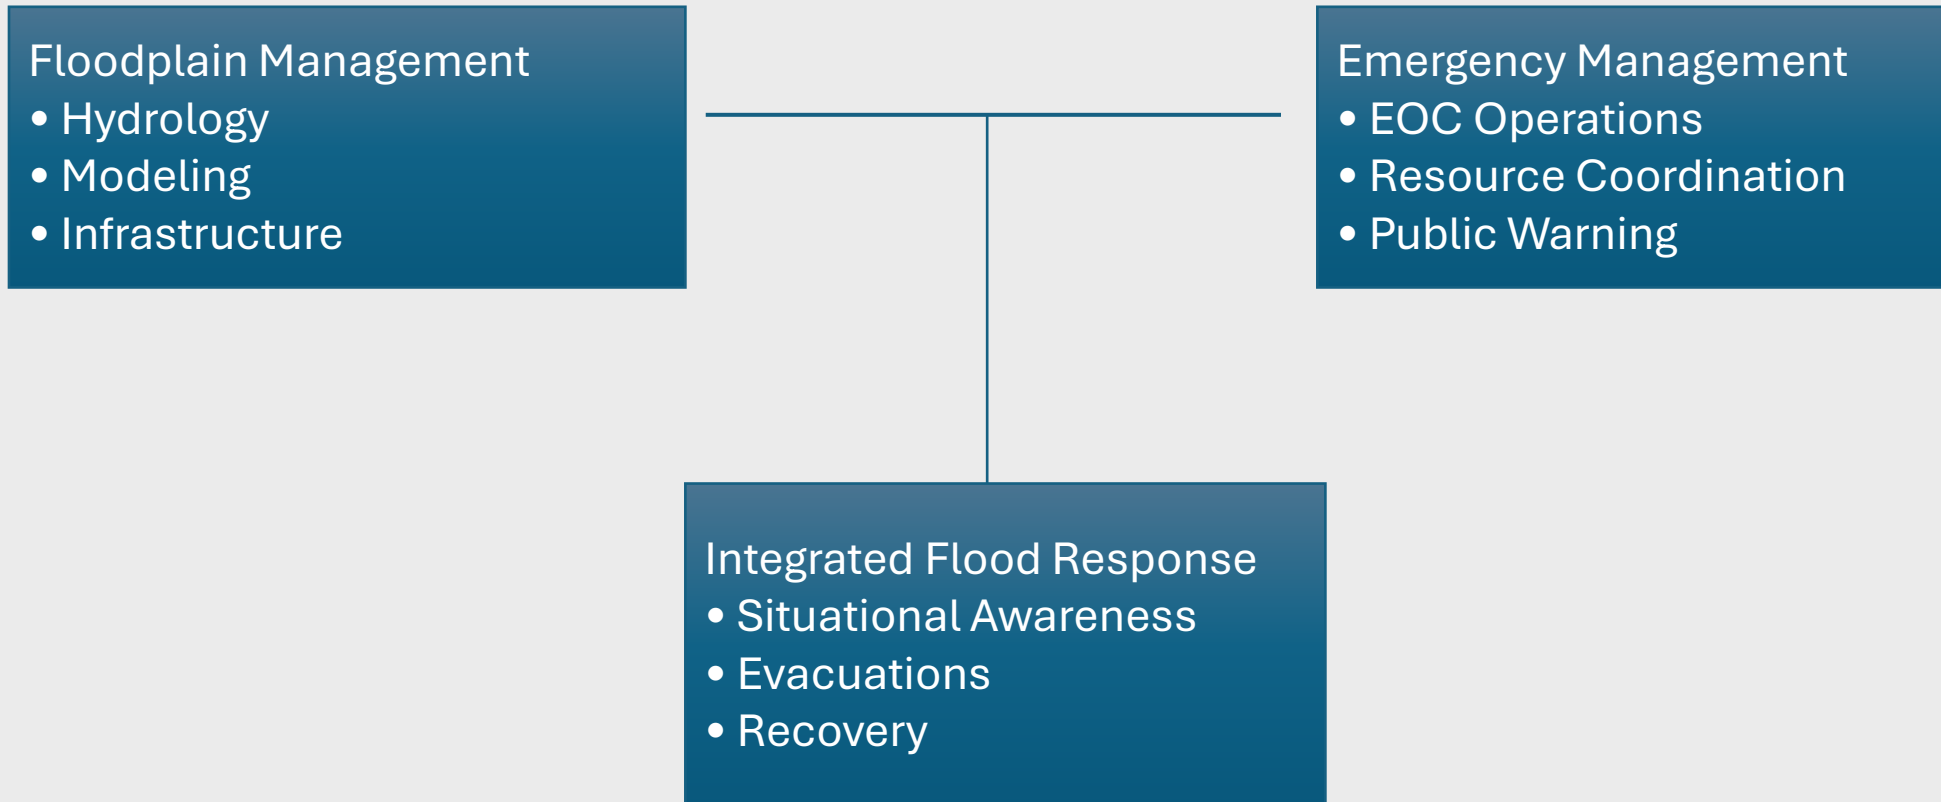 Floodplain Management
• Hydrology
• Modeling
• Infrastructure
Emergency Management
• EOC Operations
• Resource Coordination
• Public Warning
Integrated Flood Response
• Situational Awareness
• Evacuations
• Recovery